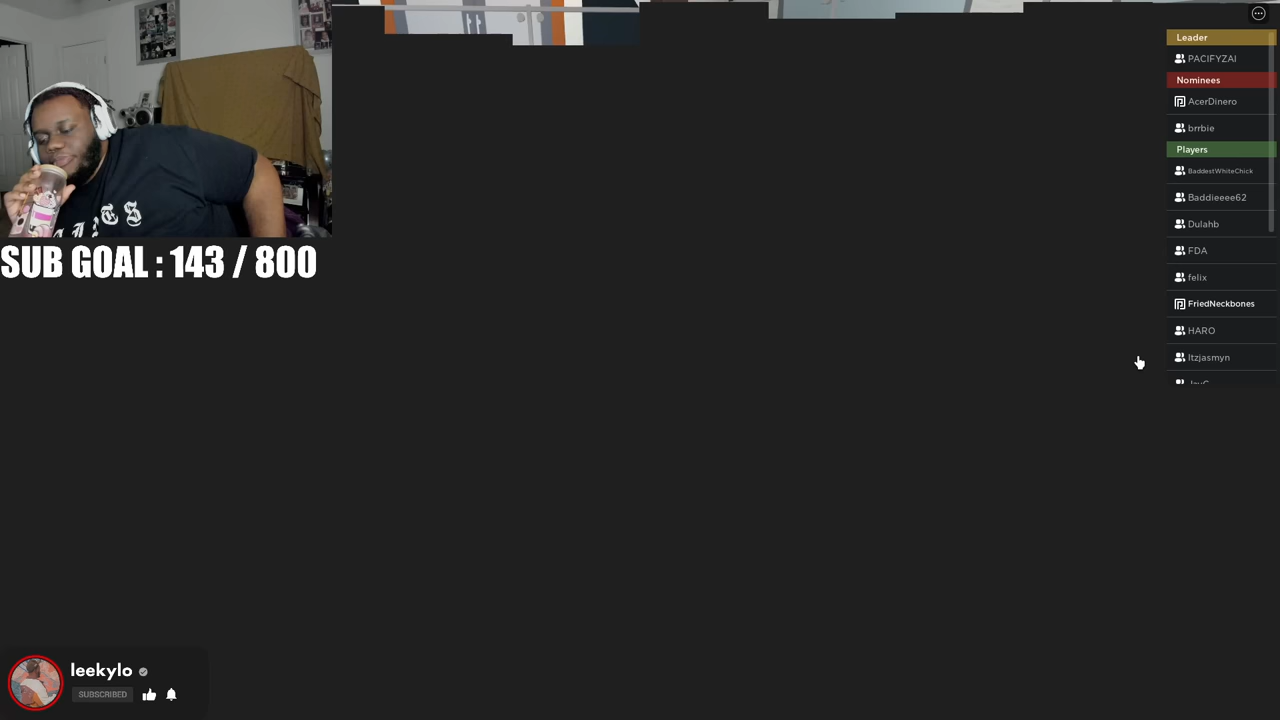 SUB GOAL : 143 / 800
Leader
PACIFYZAI
Nominees
AcerDinero
brrbie
Players
BaddestWhiteChick
Baddieeee62
Dulahb
FDA
felix
FriedNeckbones
HARO
Itzjasmyn
leekylo
SUBSCRIBED